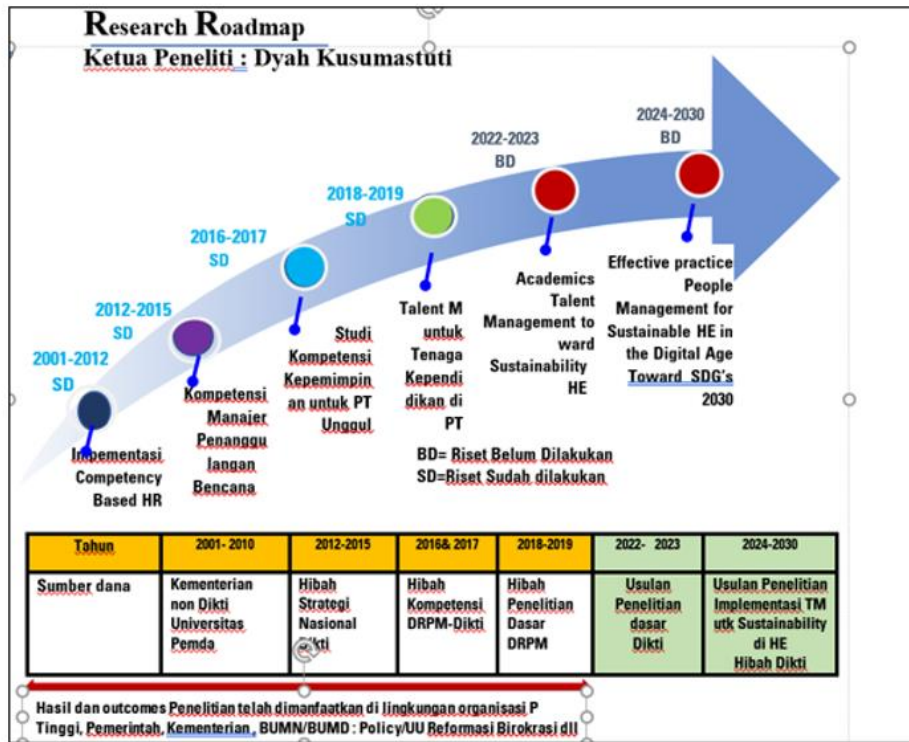 Research Roadmap
Ketua Peneliti : Dyah Kusumastuti
2024-2030
BD
2022-2023
BD
2018-2019
SD
2016-2017
SD
2012-2015
SD
2001-2012
SD
Impementasi
Competency
Based HR
Kompetensi
Manajer
Penanggu
langan
Bencana
Studi
Kompetensi
Kepemimpin
an untuk PT
Unggul
Talent M
untuk
Tenaga
Kependi
dikan di
PT
Academics
Talent
Management to
ward
Sustainability
HE
Effective practice
People
Management for
Sustainable HE in
the Digital Age
Toward SDG's
2030
BD= Riset Belum Dilakukan
SD=Riset Sudah dilakukan
Tahun 2001- 2010 2012-2015 2016& 2017 2018-2019 2022- 2023 2024-2030
Sumber dana
Kementerian
non Dikti
Universitas
Pemda
Hibah
Strategi
Nasional
Dikti
Hibah
Kompetensi
DRPM-Dikti
Hibah
Penelitian
Dasar
DRPM
Usulan
Penelitian
dasar
Dikti
Usulan Penelitian
Implementasi TM
utk Sustainability
di HE
Hibah Dikti
Hasil dan outcomes Penelitian telah dimanfaatkan di lingkungan organisasi P
Tinggi, Pemerintah, Kementerian , BUMN/BUMD : Policy/UU Reformasi Birokrasi dll